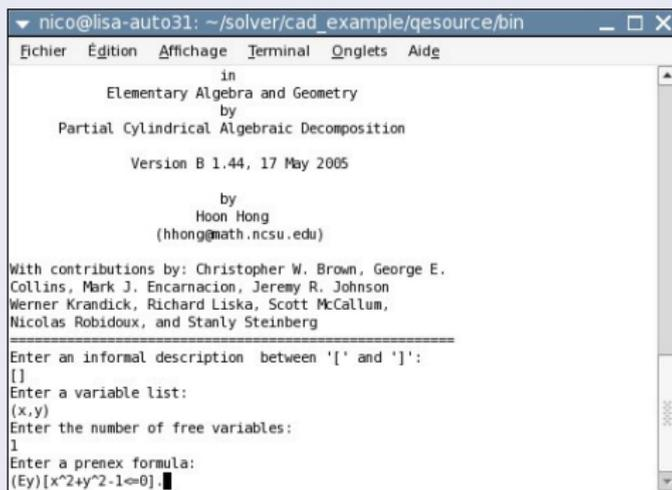 nico@lisa-auto31: ~/solver/cad_example/qesource/bin
Fichier Édition Affichage Terminal Onglets Aide
in
Elementary Algebra and Geometry
by
Partial Cylindrical Algebraic Decomposition
Version B 1.44, 17 May 2005
by
Hoon Hong
(hhong@math.ncsu.edu)
With contributions by: Christopher W. Brown, George E.
Collins, Mark J. Encarnacion, Jeremy R. Johnson
Werner Krandick, Richard Liska, Scott McCallum,
Nicolas Robidoux, and Stanly Steinberg
=======================================================
Enter an informal description  between '[' and ']':
[]
Enter a variable list:
(x,y)
Enter the number of free variables:
1
Enter a prenex formula:
(Ey)[x^2+y^2-1<=0].